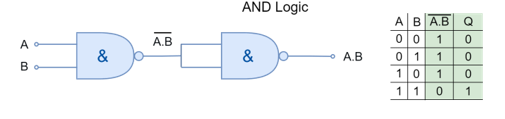 AND Logic
A
B
&
A.B
&
A.B
A B A.B Q
0 0 1 0
0 1 1 0
1 0 1 0
1 1 0 1